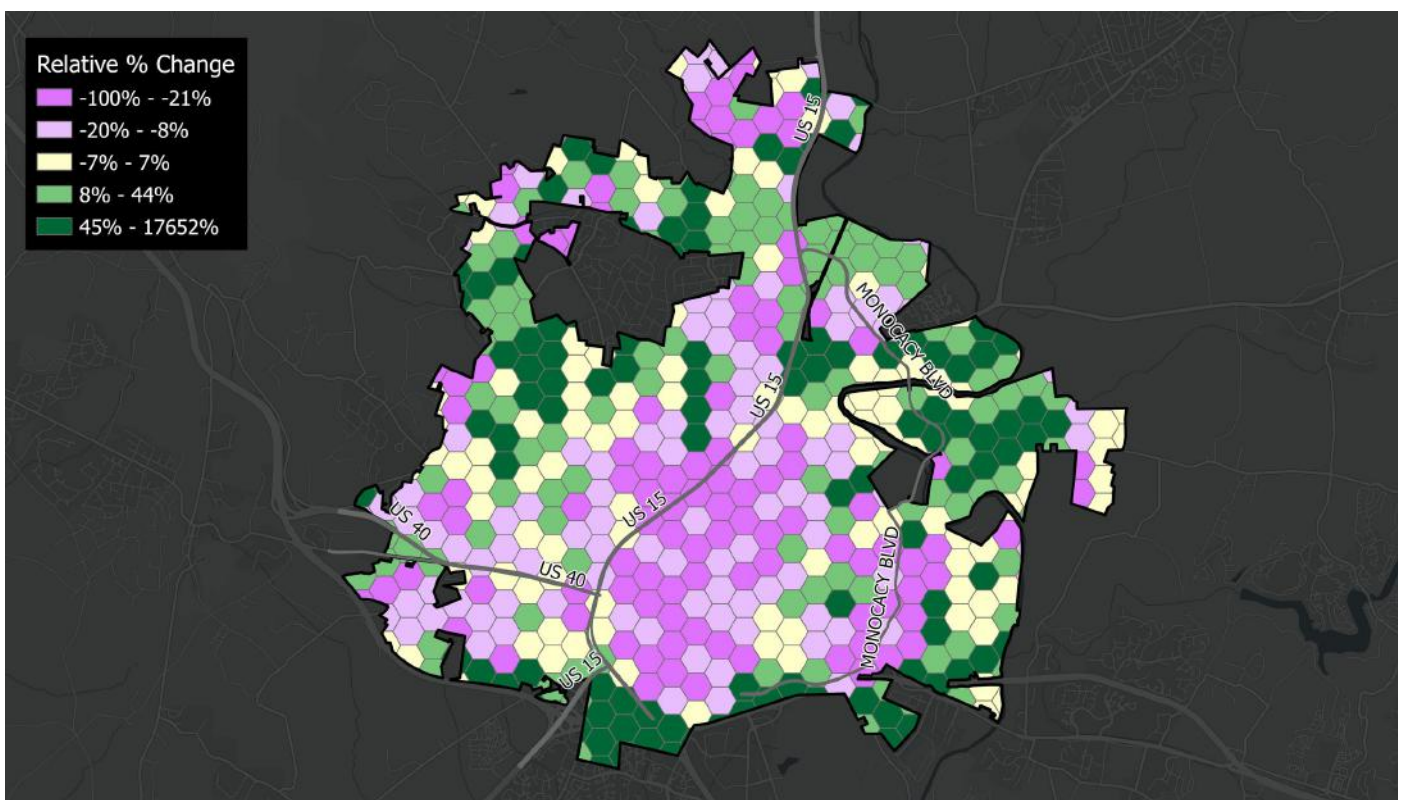 Relative % Change
-100% - -21%
-20% - -8%
-7% - 7%
8% - 44%
45% - 17652%
US 15
MONOCACY BLVD
US 15
US 15
US 40
US 40
MONOCACY BLVD
US 15